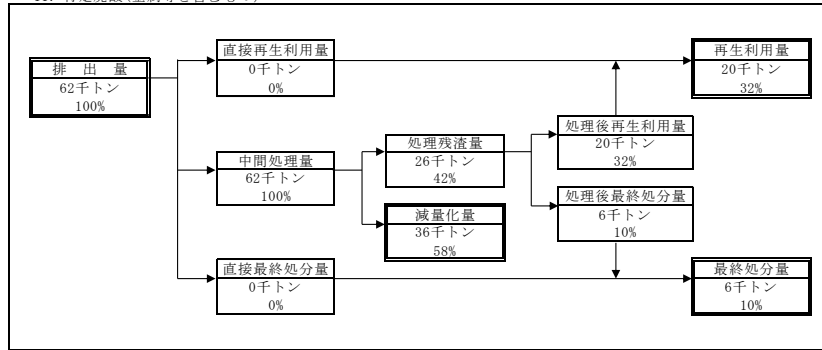 排 出 量
62千トン
100%
直接再生利用量
0千トン
0%
中間処理量
62千トン
100%
直接最終処分量
0千トン
0%
処理残渣量
26千トン
42%
減量化量
36千トン
58%
処理後再生利用量
20千トン
32%
処理後最終処分量
6千トン
10%
再生利用量
20千トン
32%
最終処分量
6千トン
10%